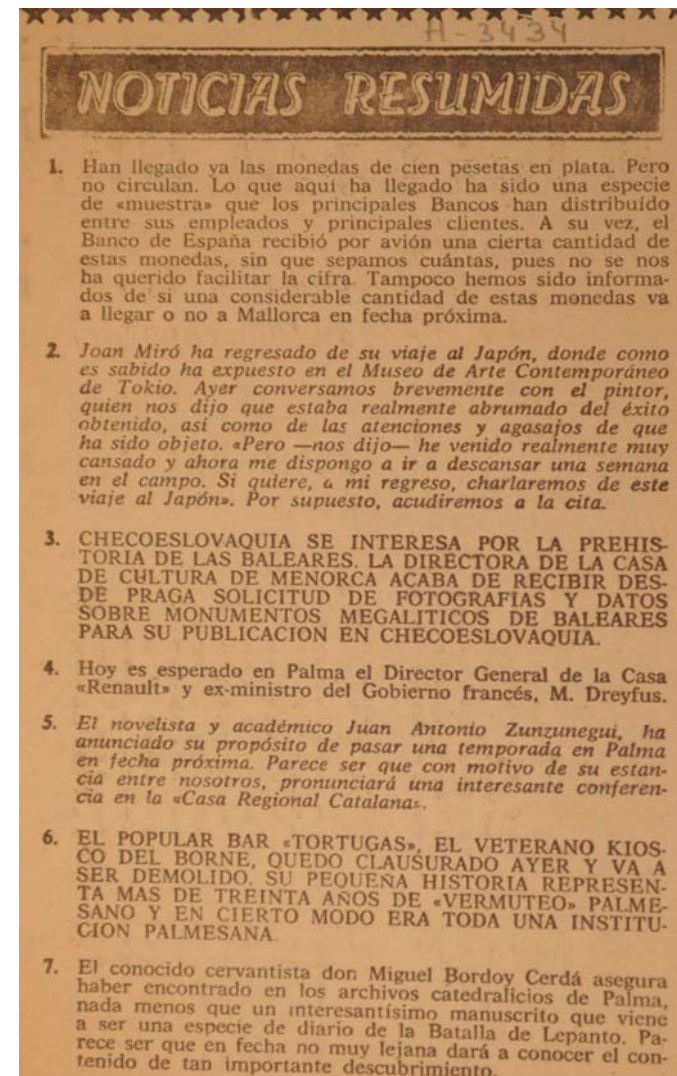 H-3434
NOTICIAS RESUMIDAS
1. Han llegado ya las monedas de cien pesetas en plata. Pero
no circulan. Lo que aquí ha llegado ha sido una especie
de «muestra» que los principales Bancos han distribuído
entre sus empleados y principales clientes. A su vez, el
Banco de España recibió por avión una cierta cantidad de
estas monedas, sin que sepamos cuántas, pues no se nos
ha querido facilitar la cifra. Tampoco hemos sido informa-
dos de si una considerable cantidad de estas monedas va
a llegar o no a Mallorca en fecha próxima.
2. Joan Miró ha regresado de su viaje al Japón, donde como
es sabido ha expuesto en el Museo de Arte Contemporáneo
de Tokio. Ayer conversamos brevemente con el pintor,
quien nos dijo que estaba realmente abrumado del éxito
obtenido, así como de las atenciones y agasajos de que
ha sido objeto. «Pero —nos dijo— he venido realmente muy
cansado y ahora me dispongo a ir a descansar una semana
en el campo. Si quiere, a mi regreso, charlaremos de este
viaje al Japón». Por supuesto, acudiremos a la cita.
3. CHECOESLOVAQUIA SE INTERESA POR LA PREHIS-
TORIA DE LAS BALEARES. LA DIRECTORA DE LA CASA
DE CULTURA DE MENORCA ACABA DE RECIBIR DES-
DE PRAGA SOLICITUD DE FOTOGRAFIAS Y DATOS
SOBRE MONUMENTOS MEGALITICOS DE BALEARES
PARA SU PUBLICACION EN CHECOESLOVAQUIA.
4. Hoy es esperado en Palma el Director General de la Casa
«Renault» y ex-ministro del Gobierno francés, M. Dreyfus.
5. El novelista y académico Juan Antonio Zunzunegui, ha
anunciado su propósito de pasar una temporada en Palma
en fecha próxima. Parece ser que con motivo de su estan-
cia entre nosotros, pronunciará una interesante conferen-
cia en la «Casa Regional Catalana».
6. EL POPULAR BAR «TORTUGAS», EL VETERANO KIOS-
CO DEL BORNE, QUEDO CLAUSURADO AYER Y VA A
SER DEMOLIDO. SU PEQUEÑA HISTORIA REPRESEN-
TA MAS DE TREINTA AÑOS DE «VERMUTEO» PALME-
SANO Y EN CIERTO MODO ERA TODA UNA INSTITU-
CION PALMESANA.
7. El conocido cervantista don Miguel Bordoy Cerdá asegura
haber encontrado en los archivos catedralicios de Palma,
nada menos que un interesantísimo manuscrito que viene
a ser una especie de diario de la Batalla de Lepanto. Pa-
rece ser que en fecha no muy lejana dará a conocer el con-
tenido de tan importante descubrimiento.